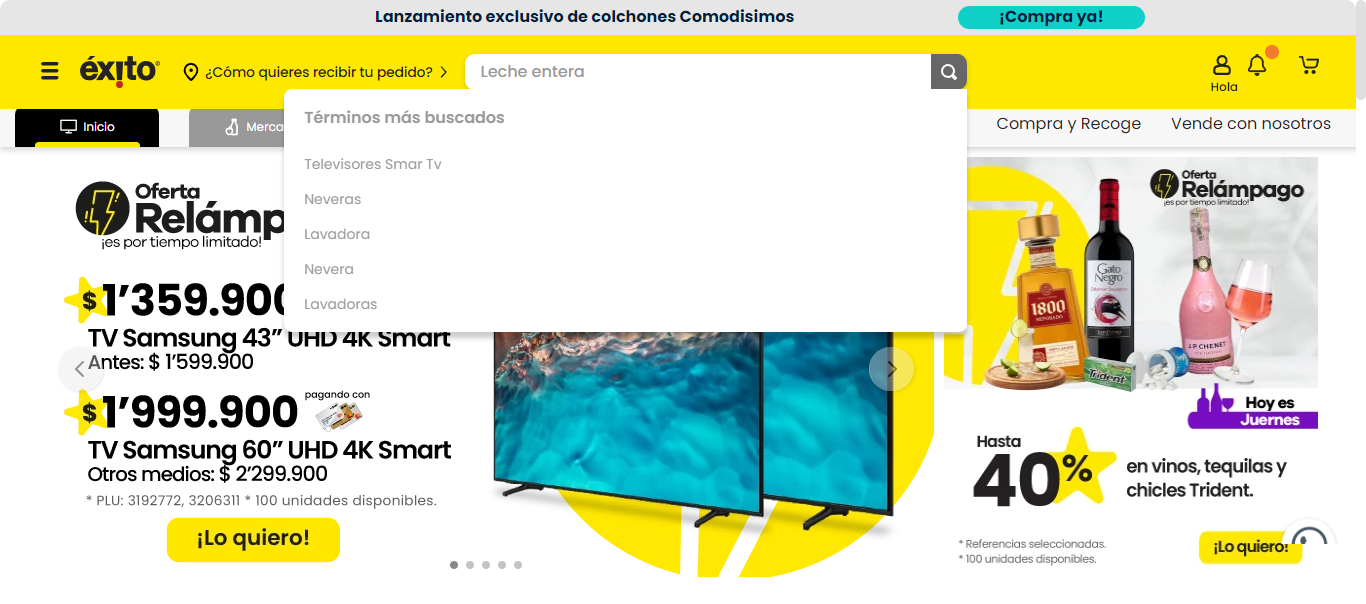 Lanzamiento exclusivo de colchones Comodisimos
¡Compra ya!
éxito
¿Cómo quieres recibir tu pedido?
Leche entera
Hola
Inicio
Merca
Compra y Recoge
Vende con nosotros
Términos más buscados
Televisores Smar Tv
Neveras
Lavadora
Nevera
Lavadoras
Oferta
Relámp
¡es por tiempo limitado!
$1'359.900
TV Samsung 43” UHD 4K Smart
Antes: $ 1'599.900
$1'999.900
pagando con
TV Samsung 60” UHD 4K Smart
Otros medios: $ 2'299.900
* PLU: 3192772, 3206311 * 100 unidades disponibles.
¡Lo quiero!
Oferta
Relámpago
¡es por tiempo limitado!
Gato
Negro
1800
REPOSADO
J.P. CHENET
Trident
Hoy es
Juernes
Hasta
40%
en vinos, tequilas y
chicles Trident.
* Referencias seleccionadas.
* 100 unidades disponibles.
¡Lo quiero!